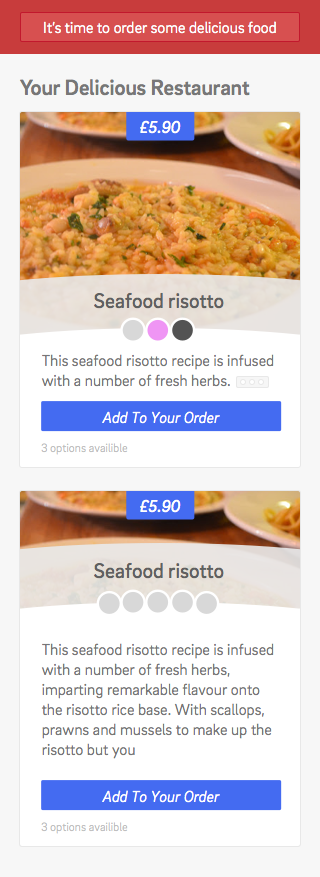 It's time to order some delicious food
Your Delicious Restaurant
£5.90
Seafood risotto
This seafood risotto recipe is infused
with a number of fresh herbs.
Add To Your Order
3 options availible
£5.90
Seafood risotto
This seafood risotto recipe is infused
with a number of fresh herbs,
imparting remarkable flavour onto
the risotto rice base. With scallops,
prawns and mussels to make up the
risotto but you
Add To Your Order
3 options availible